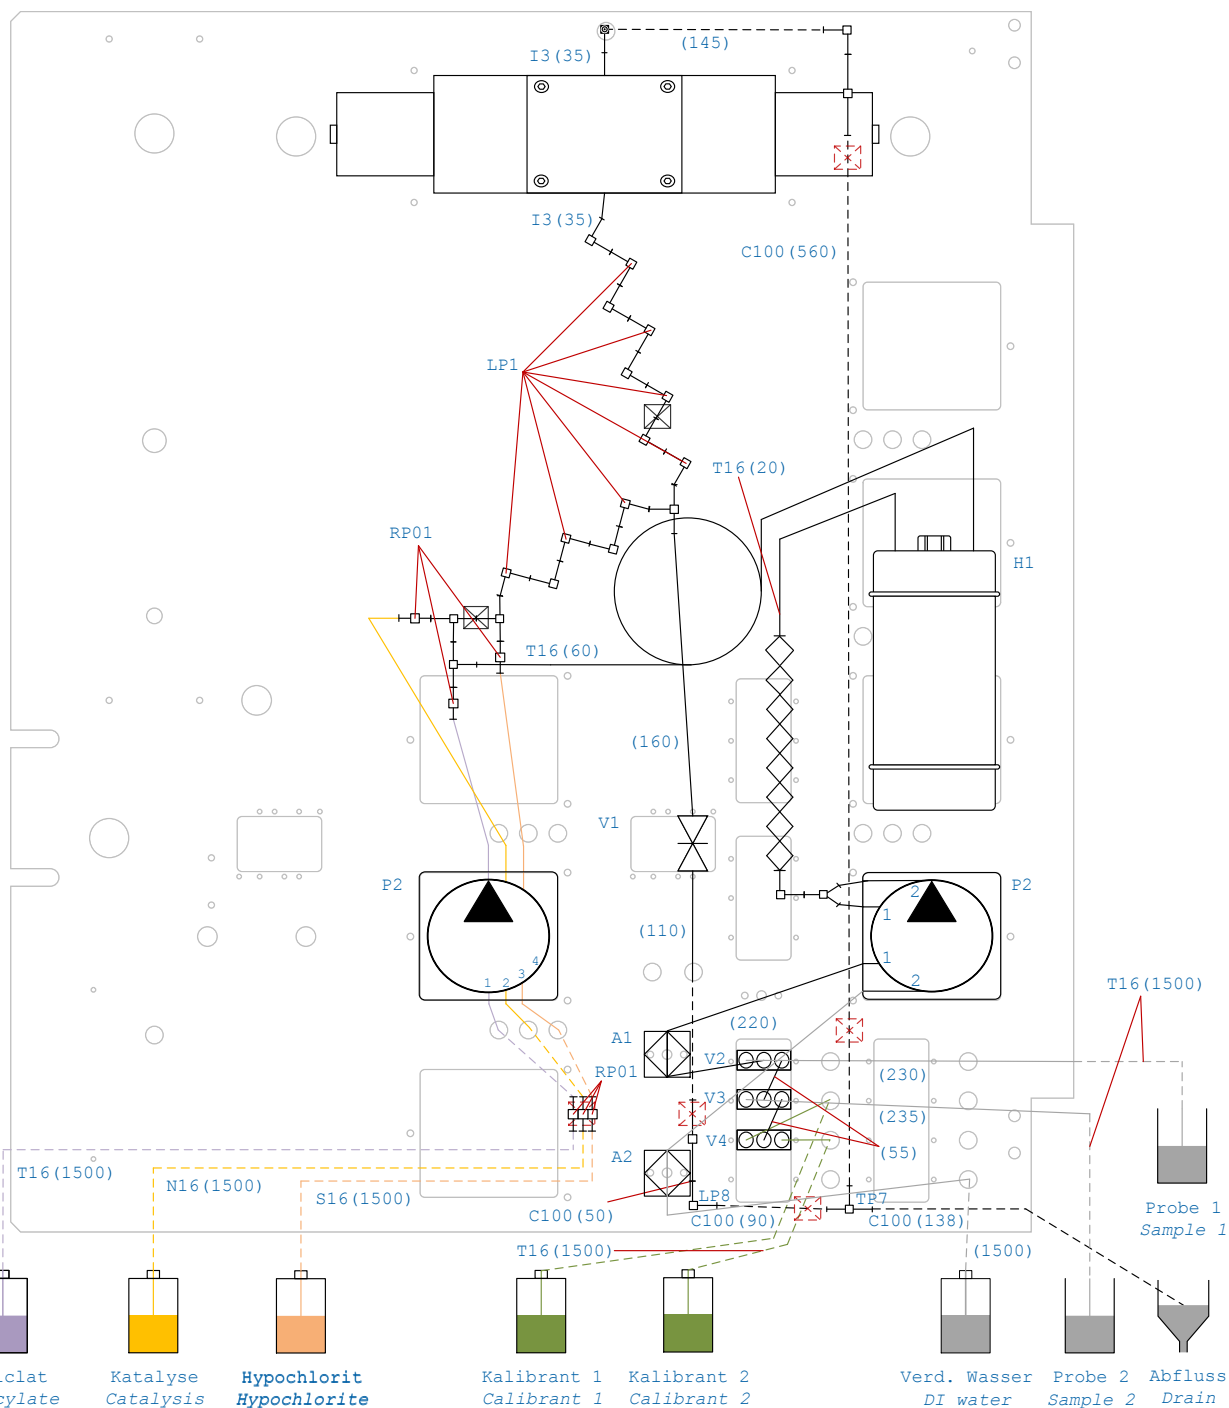 (145)
I3(35)
I3(35)
C100(560)
LP1
T16(20)
RP01
H1
T16(60)
(160)
V1
P2
P2
2
1
(110)
1
4
3
2
1
2
T16(1500)
(220)
A1
V2
RP01
(230)
V3
(235)
V4
(55)
A2
T16(1500)
N16(1500)
S16(1500)
LP8
TP7
C100(50)
C100(90)
C100(138)
Probe 1
Sample 1
T16(1500)
(1500)
clat
Katalyse
Hypochlorit
Kalibrant 1
Kalibrant 2
Verd. Wasser
Probe 2
Abfluss
cylate
Catalysis
Hypochlorite
Calibrant 1
Calibrant 2
DI water
Sample 2
Drain